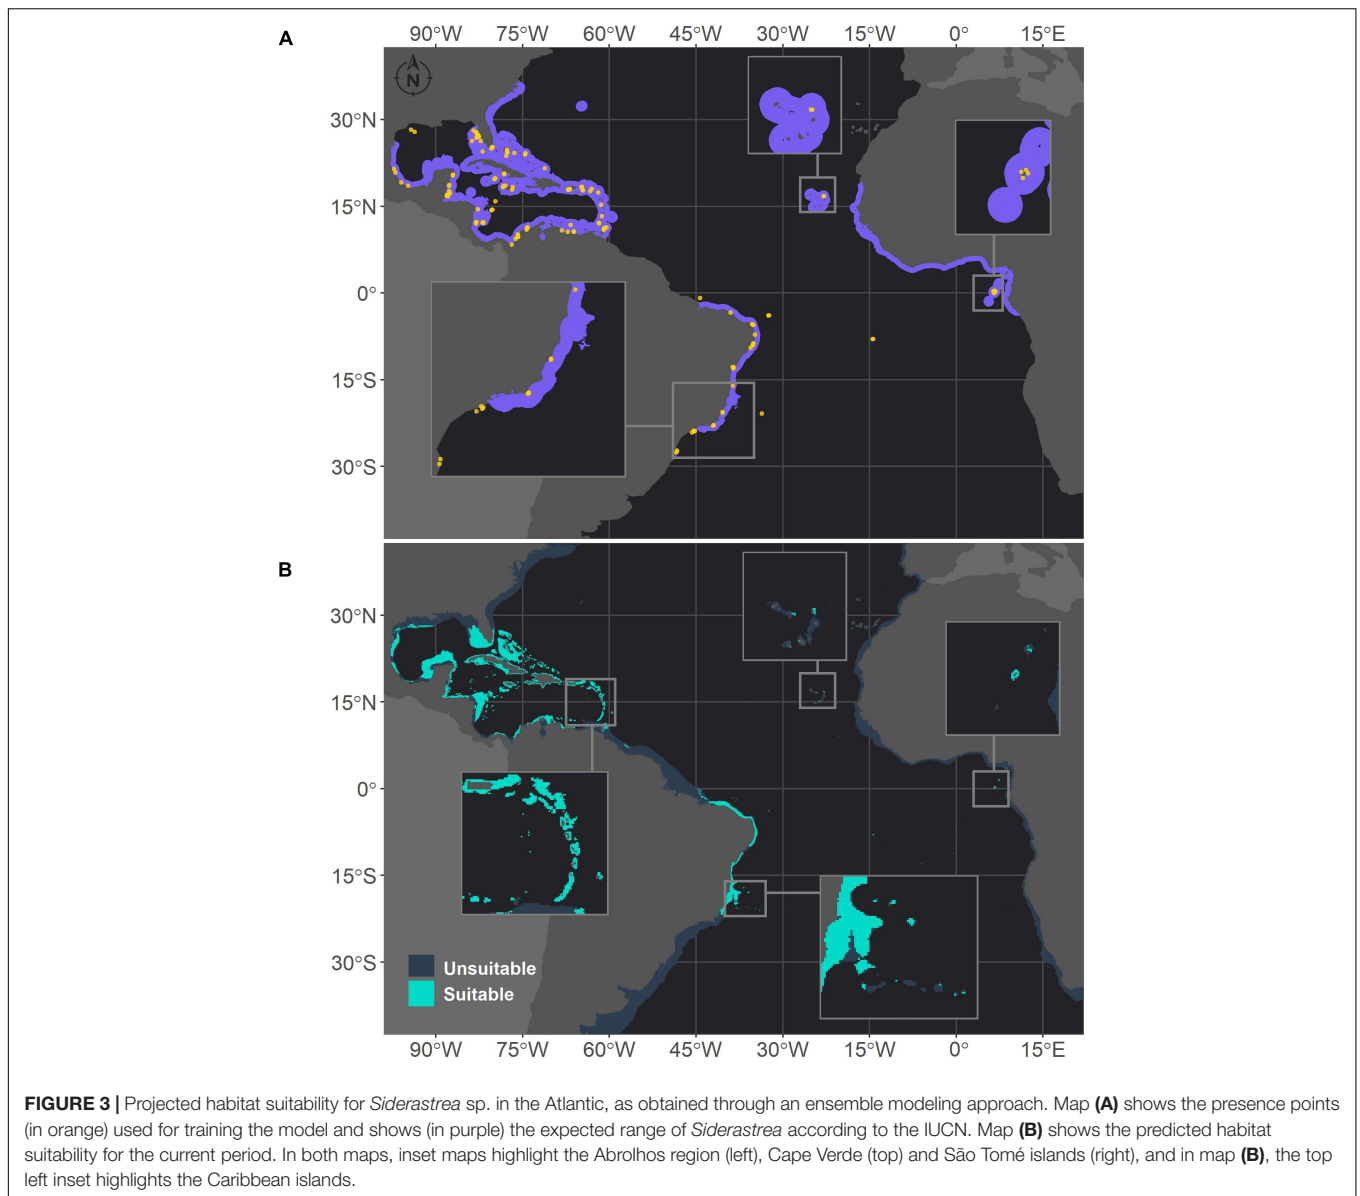 A
90°W 75°W 60°W 45°W 30°W 15°W 0° 15°E
N
30°N
15°N
0°
15°S
30°S
B
30°N
15°N
0°
15°S
30°S
Unsuitable
Suitable
90°W 75°W 60°W 45°W 30°W 15°W 0° 15°E
FIGURE 3 | Projected habitat suitability for Siderastrea sp. in the Atlantic, as obtained through an ensemble modeling approach. Map (A) shows the presence points
(in orange) used for training the model and shows (in purple) the expected range of Siderastrea according to the IUCN. Map (B) shows the predicted habitat
suitability for the current period. In both maps, inset maps highlight the Abrolhos region (left), Cape Verde (top) and São Tomé islands (right), and in map (B), the top
left inset highlights the Caribbean islands.